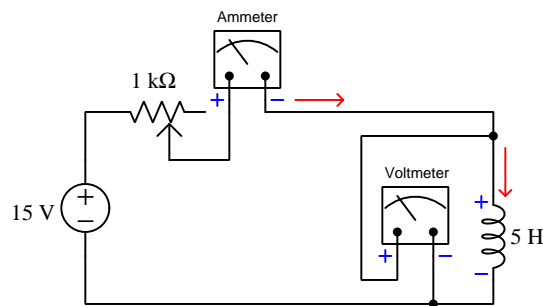 Ammeter
1 kΩ
+ −
Voltmeter
15 V
+
−
+ −
+
−
5 H